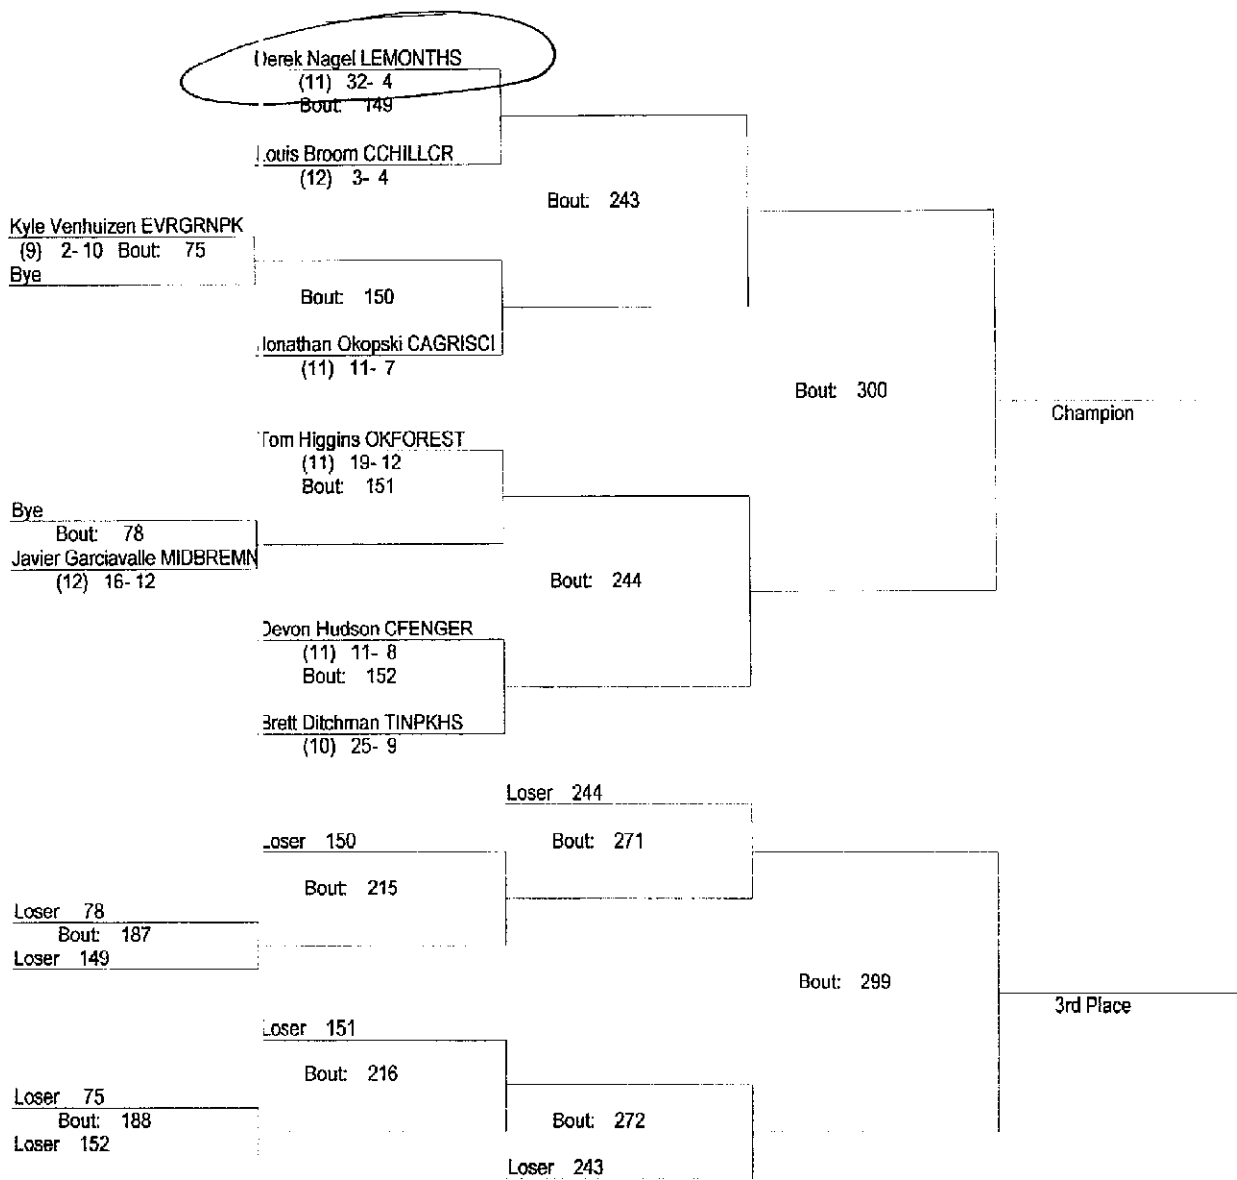 Derek Nagel LEMONTHS
(11) 32- 4
Bout: 149
Louis Broom CCHILLCR
(12) 3- 4
Bout: 243
Kyle Venhuizen EVRGRNPK
(9) 2- 10 Bout: 75
Bye
Bout: 150
Jonathan Okopski CAGRISCI
(11) 11- 7
Bout: 300
Champion
Tom Higgins OKFOREST
(11) 19- 12
Bout: 151
Bye
Bout: 78
Javier Garciavalle MIDBREMN
(12) 16- 12
Bout: 244
Devon Hudson CFENGER
(11) 11- 8
Bout: 152
Brett Ditchman TINPKHS
(10) 25- 9
Loser 244
Loser 150
Bout: 271
Bout: 215
Loser 78
Bout: 187
Loser 149
Bout: 299
3rd Place
Loser 151
Bout: 216
Loser 75
Bout: 188
Loser 152
Bout: 272
Loser 243